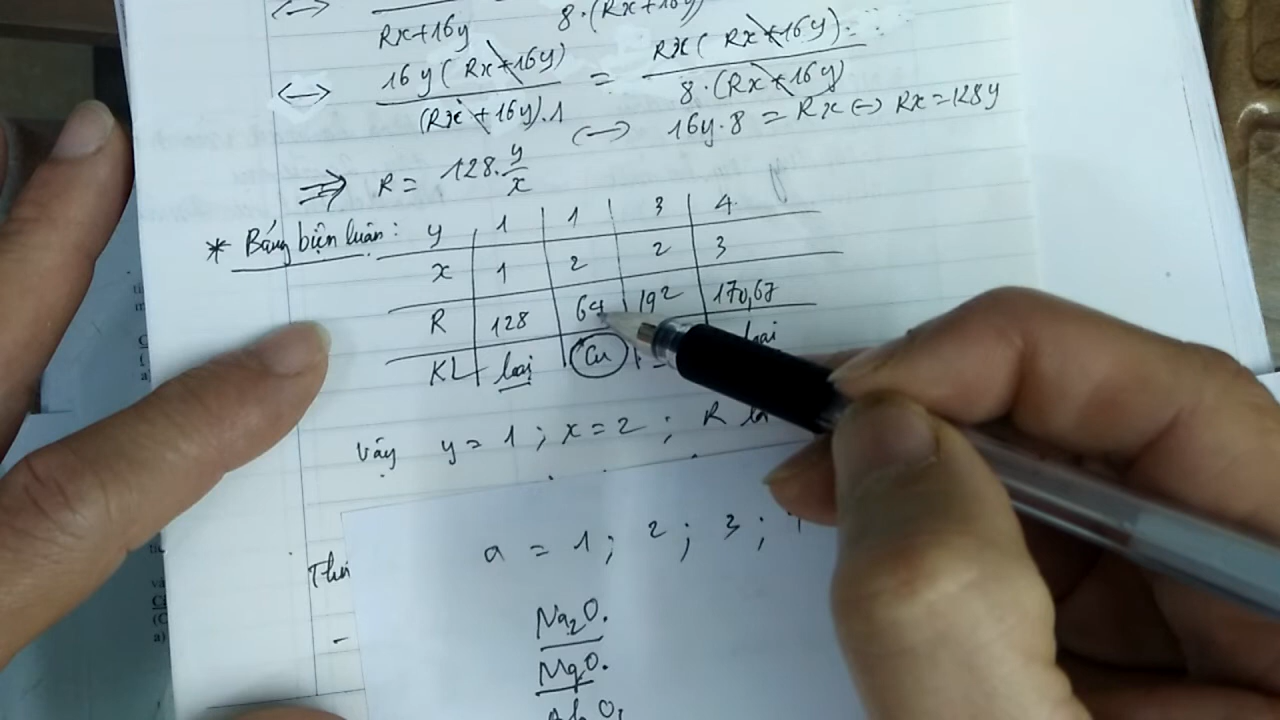 <-> Rx+16y 8.(Rx+16y)
<-> 16y(Rx+16y) / (Rx+16y).1 = Rx(Rx+16y) / 8.(Rx+16y)
<-> 16y.8 = Rx <-> Rx = 128y
=> R = 128. y/x
* Bảng biện luận: y 1 1 3 4
x 1 2 2 3
R 128 64 192 170,67
KL loại Cu loại
Vậy y = 1 ; x = 2 ; R là
a = 1 ; 2 ; 3 ;
Na2O.
MgO.